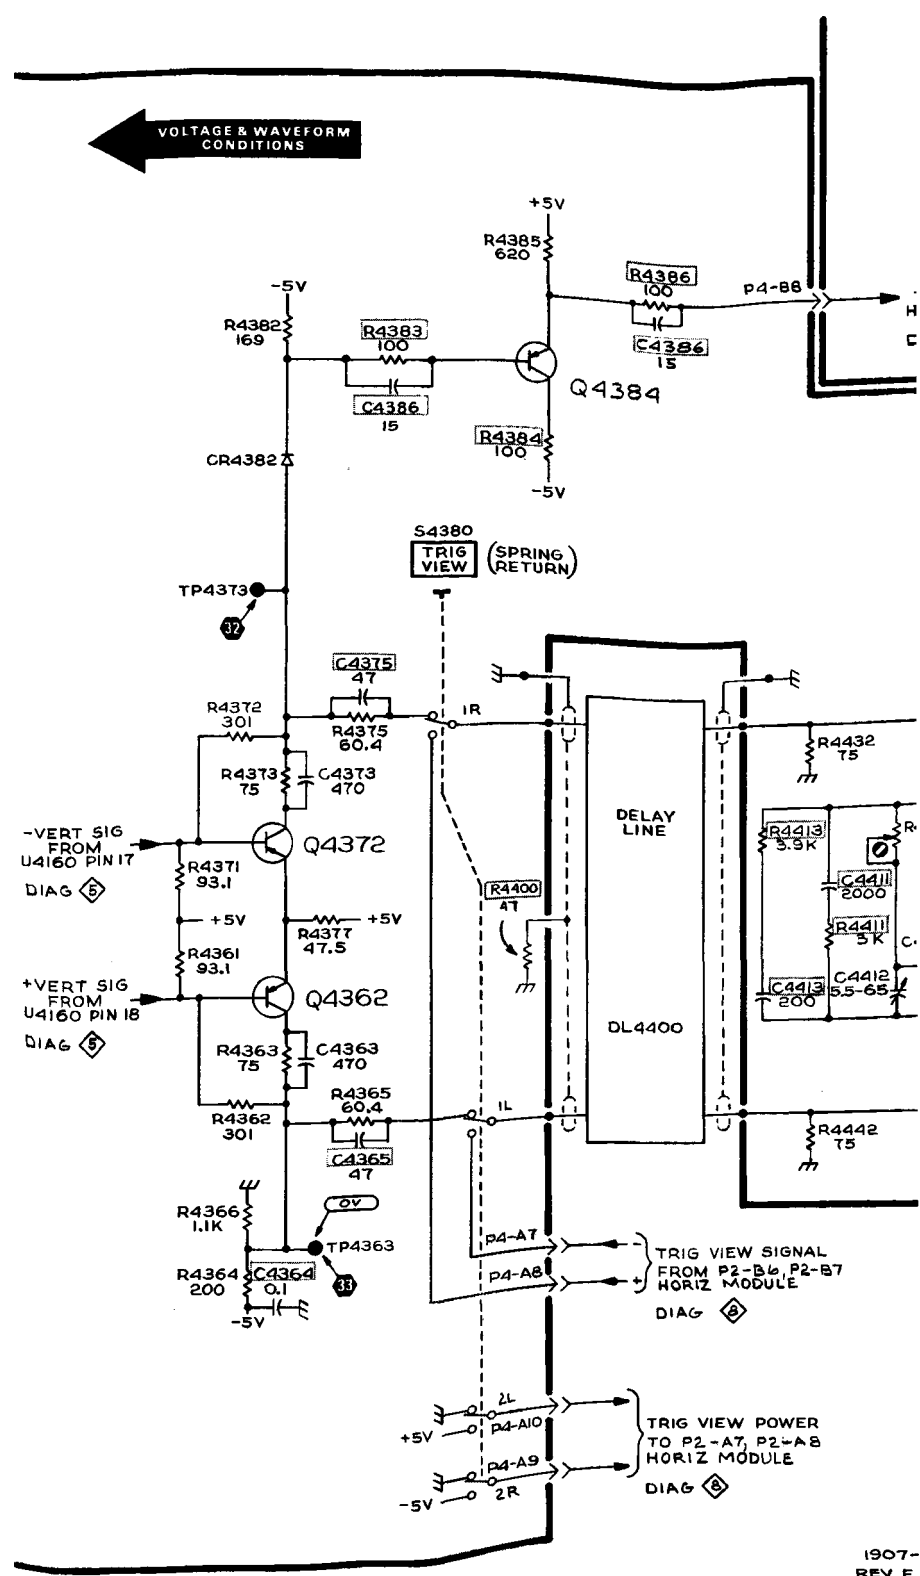 VOLTAGE & WAVEFORM
CONDITIONS
+5V
R4385
620
R4386
100
P4-B8
C4386
15
H
-5V
R4382
169
R4383
100
C4386
15
Q4384
R4384
100
-5V
CR4382
S4380
TRIG
VIEW
(SPRING
RETURN)
TP4373
32
C4375
47
R4372
301
1R
R4375
60.4
R4373
75
C4373
470
R4432
75
DELAY
LINE
-VERT SIG
FROM
U4160 PIN 17
DIAG 5
Q4372
R4371
93.1
+5V
R4377
47.5
+5V
R4361
93.1
R4400
47
R4413
3.9K
C4411
2000
R4411
3K
C4412
5.5-65
C4413
200
+VERT SIG
FROM
U4160 PIN 18
DIAG 5
Q4362
DL4400
R4363
75
C4363
470
R4365
60.4
1L
R4362
301
C4365
47
R4442
75
R4366
1.1K
0V
TP4363
33
R4364
200
C4364
0.1
-5V
P4-A7
-
P4-A8
+
TRIG VIEW SIGNAL
FROM P2-B6, P2-B7
HORIZ MODULE
DIAG 8
2L
P4-A10
+5V
P4-A9
2R
-5V
TRIG VIEW POWER
TO P2-A7, P2-A8
HORIZ MODULE
DIAG 8
1907-